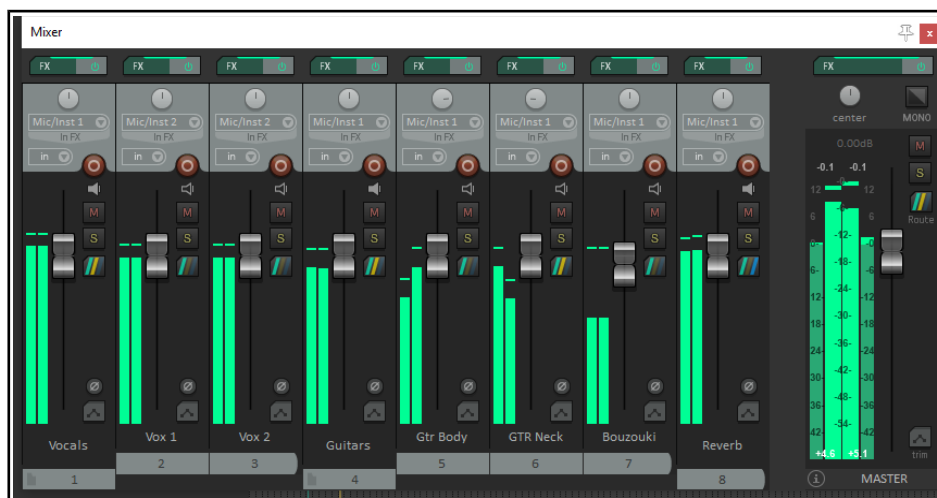 Mixer
FX FX FX FX FX FX FX FX FX
center MONO
Mic/Inst 1 Mic/Inst 2 Mic/Inst 2 Mic/Inst 1 Mic/Inst 1 Mic/Inst 1 Mic/Inst 1 Mic/Inst 1
In FX In FX In FX In FX In FX In FX In FX In FX
0.00dB M
in in in in in in in in
-0.1 -0.1 S
12 12
M M M M M M M M
6 6 Route
S S S S S S S S
-12-
0 0
-18-
6- -6
-24-
12- -12
-30-
18- -18
-36-
24- -24
-42-
30- -30
-48-
36- -36
-54-
42- -42
Vocals Vox 1 Vox 2 Guitars Gtr Body GTR Neck Bouzouki Reverb
+4.6 +5.1 trim
1 2 3 4 5 6 7 8
MASTER